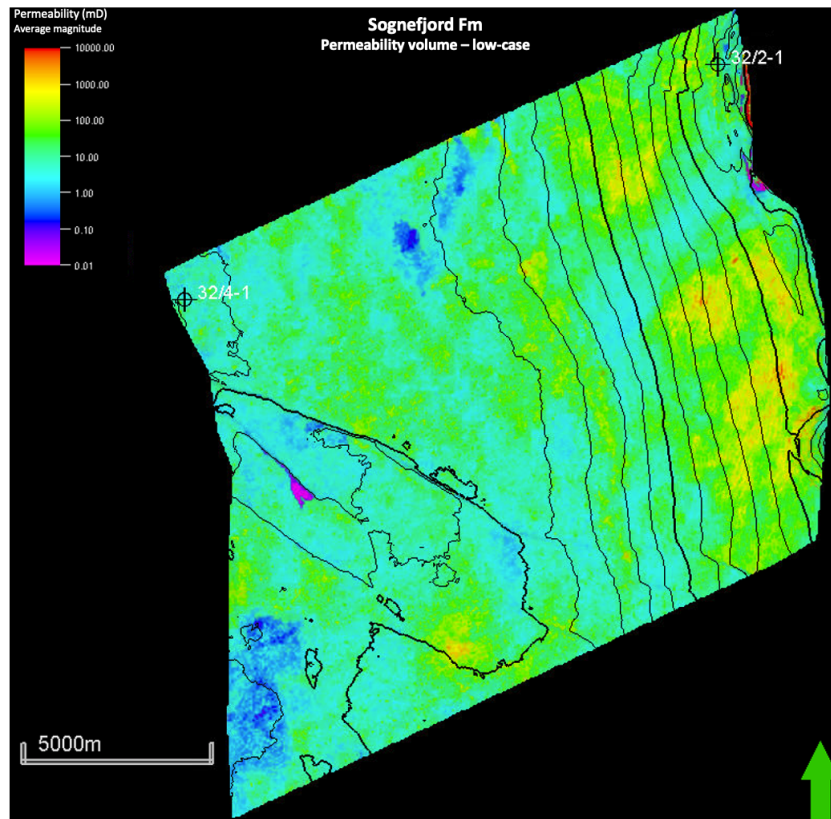 Permeability (mD)
Average magnitude
Sognefjord Fm
Permeability volume – low-case
10000.00
1000.00
100.00
10.00
1.00
0.10
0.01
32/2-1
32/4-1
5000m